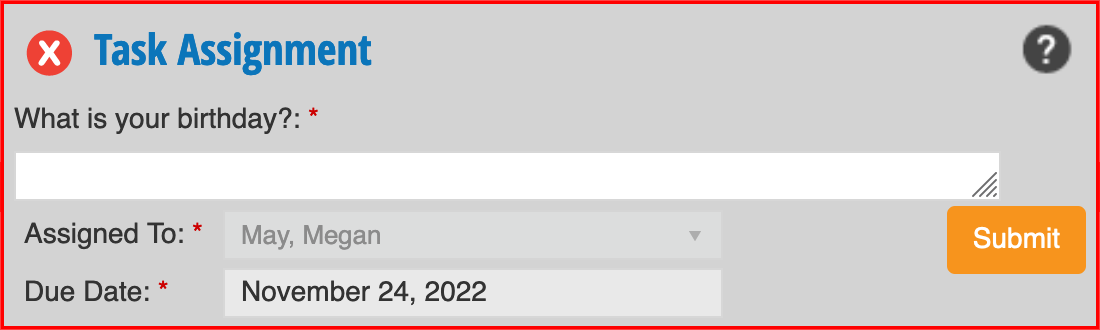 Task Assignment
?
What is your birthday?: *
Assigned To: * May, Megan
Submit
Due Date: * November 24, 2022